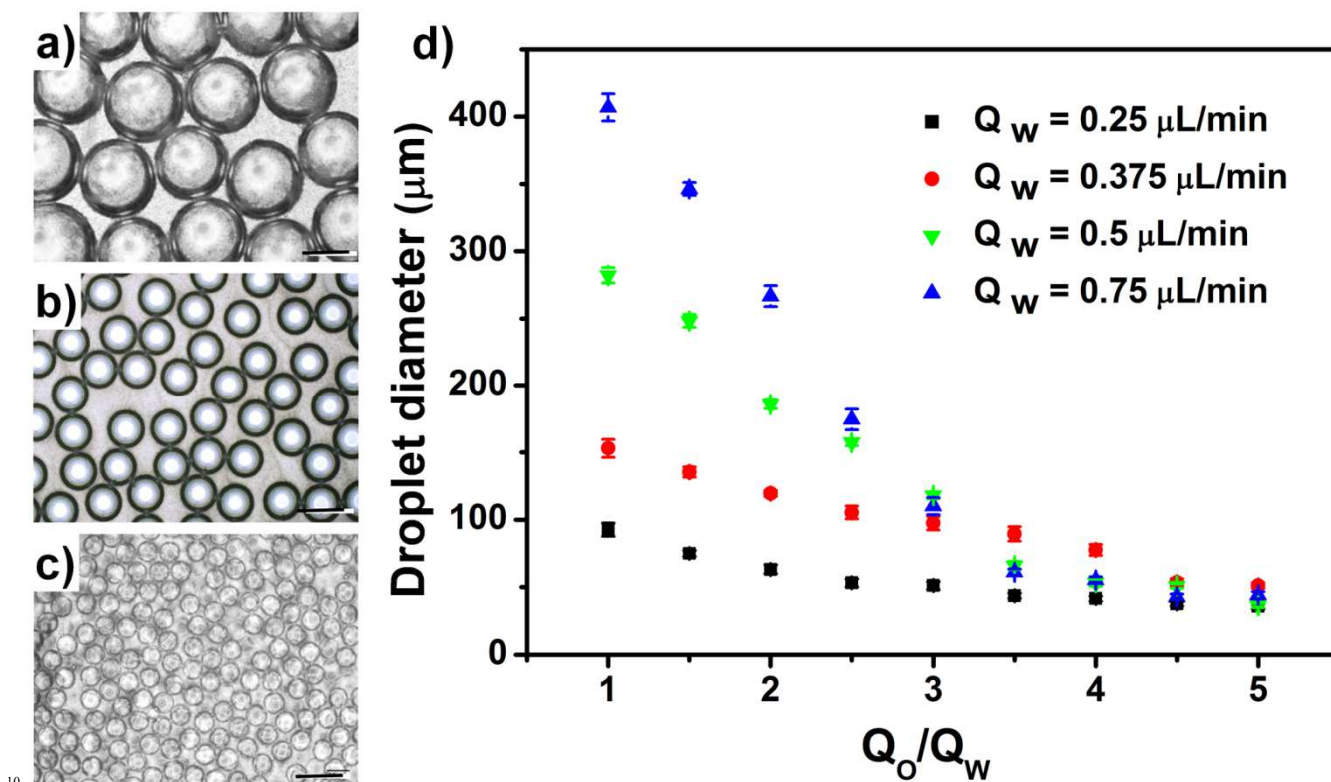 a)
b)
c)
10
d)
Droplet diameter (μm)
400
300
200
100
0
Q W = 0.25 μL/min
Q W = 0.375 μL/min
Q W = 0.5 μL/min
Q W = 0.75 μL/min
1 2 3 4 5
QO/QW